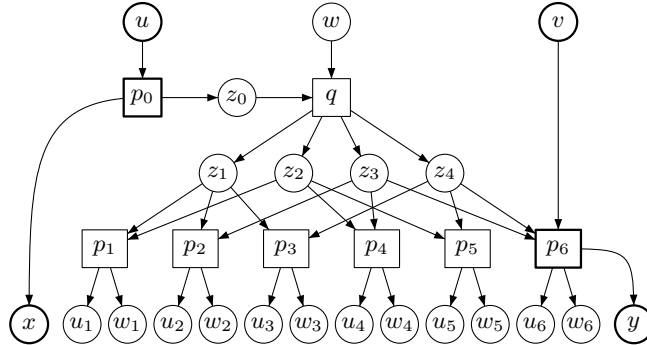 u w v
p₀ z₀ q
z₁ z₂ z₃ z₄
p₁ p₂ p₃ p₄ p₅ p₆
x u₁ w₁ u₂ w₂ u₃ w₃ u₄ w₄ u₅ w₅ u₆ w₆ y